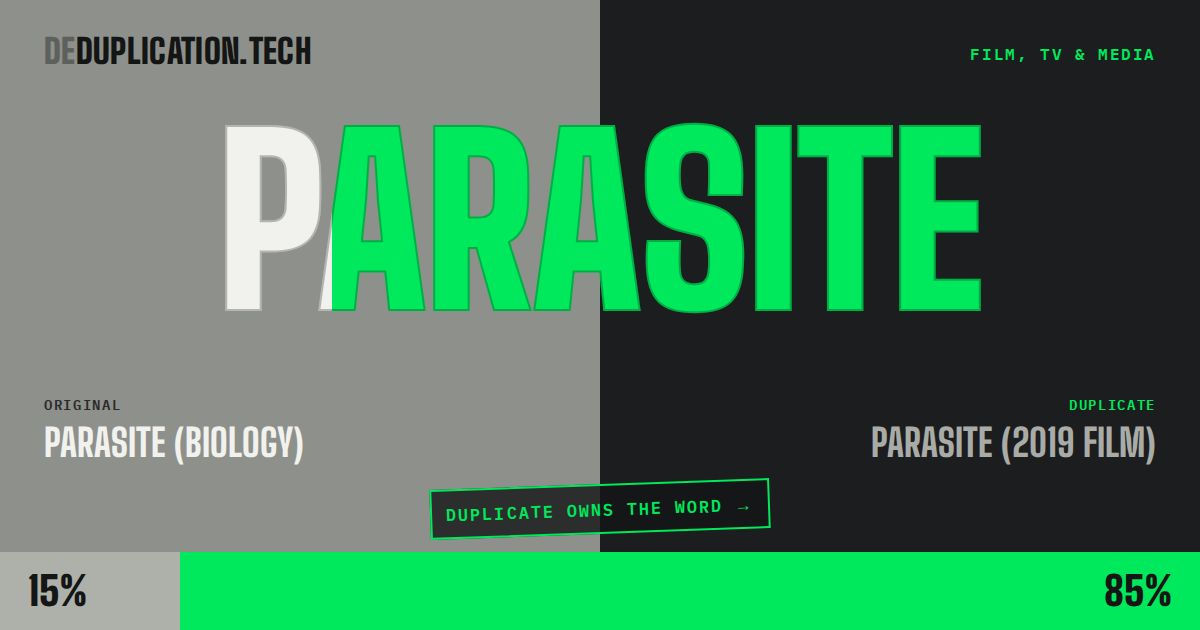 DEDUPLICATION.TECH
FILM, TV & MEDIA
PARASITE
ORIGINAL
PARASITE (BIOLOGY)
DUPLICATE
PARASITE (2019 FILM)
DUPLICATE OWNS THE WORD →
15%
85%